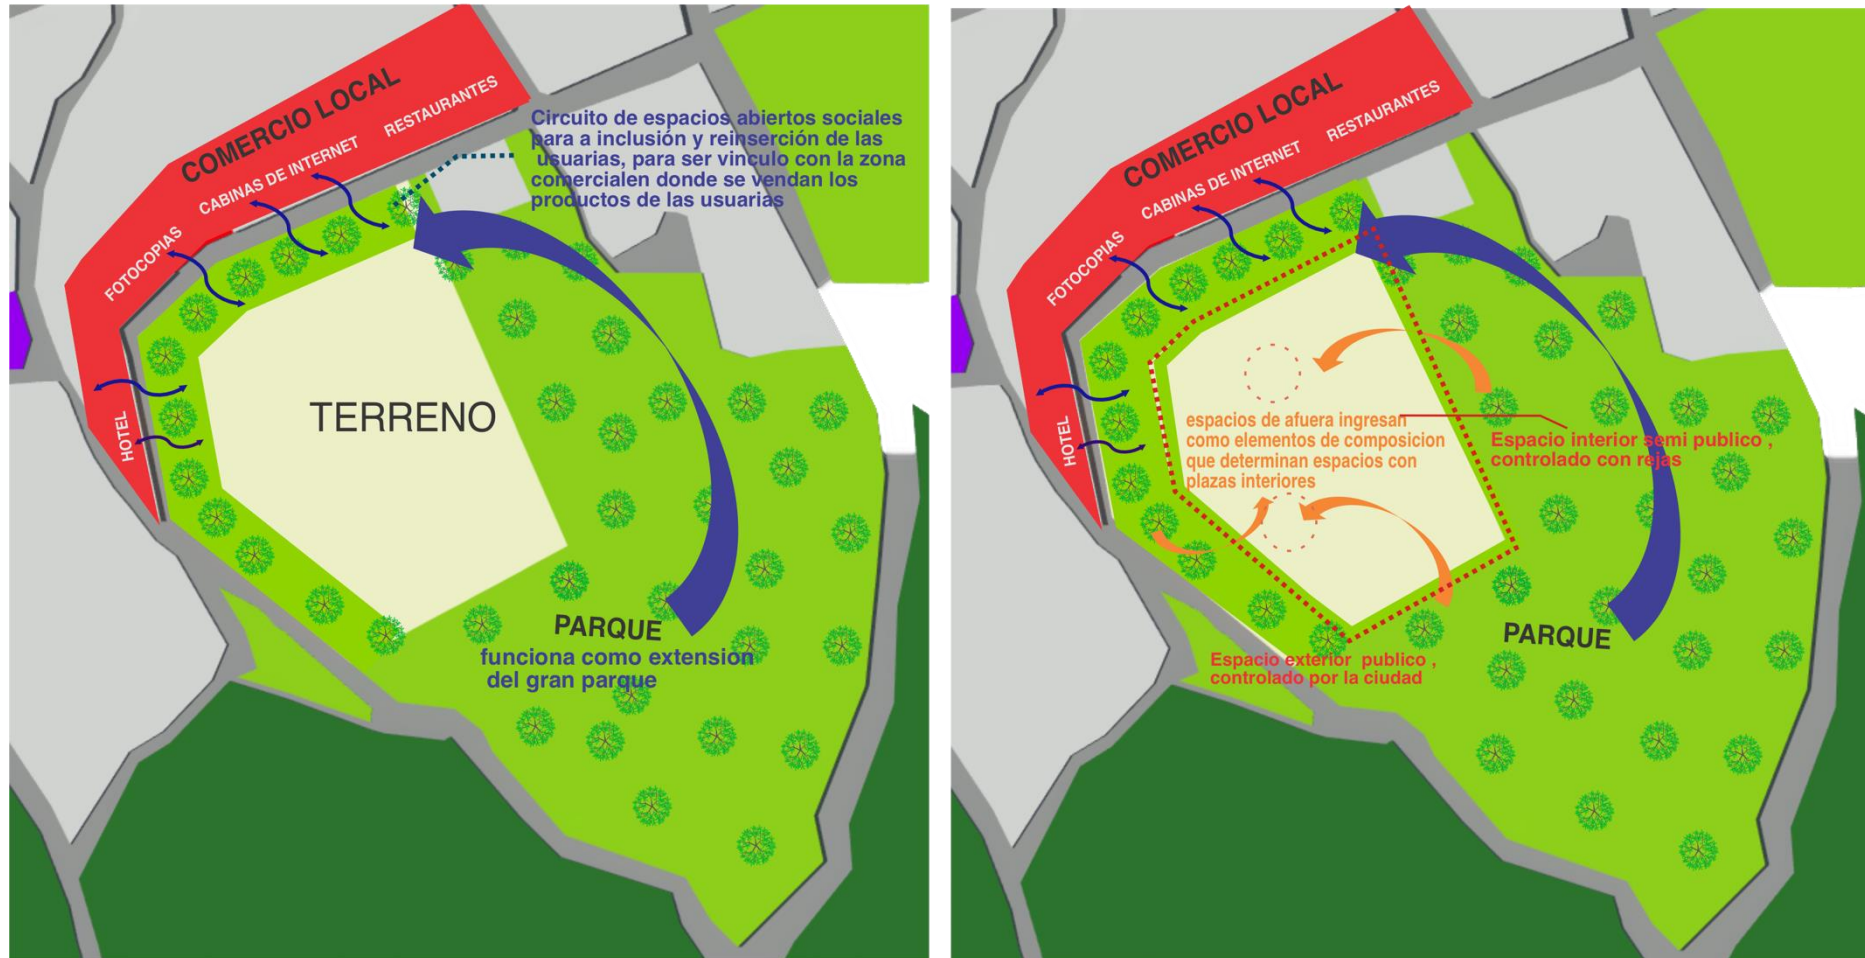 COMERCIO LOCAL
RESTAURANTES
CABINAS DE INTERNET
FOTOCOPIAS
HOTEL
Circuito de espacios abiertos sociales
para a inclusión y reinserción de las
usuarias, para ser vinculo con la zona
comercialen donde se vendan los
productos de las usuarias
TERRENO
PARQUE
funciona como extension
del gran parque
COMERCIO LOCAL
RESTAURANTES
CABINAS DE INTERNET
FOTOCOPIAS
HOTEL
espacios de afuera ingresan
como elementos de composicion
que determinan espacios con
plazas interiores
Espacio interior semi publico ,
controlado con rejas
PARQUE
Espacio exterior publico ,
controlado por la ciudad